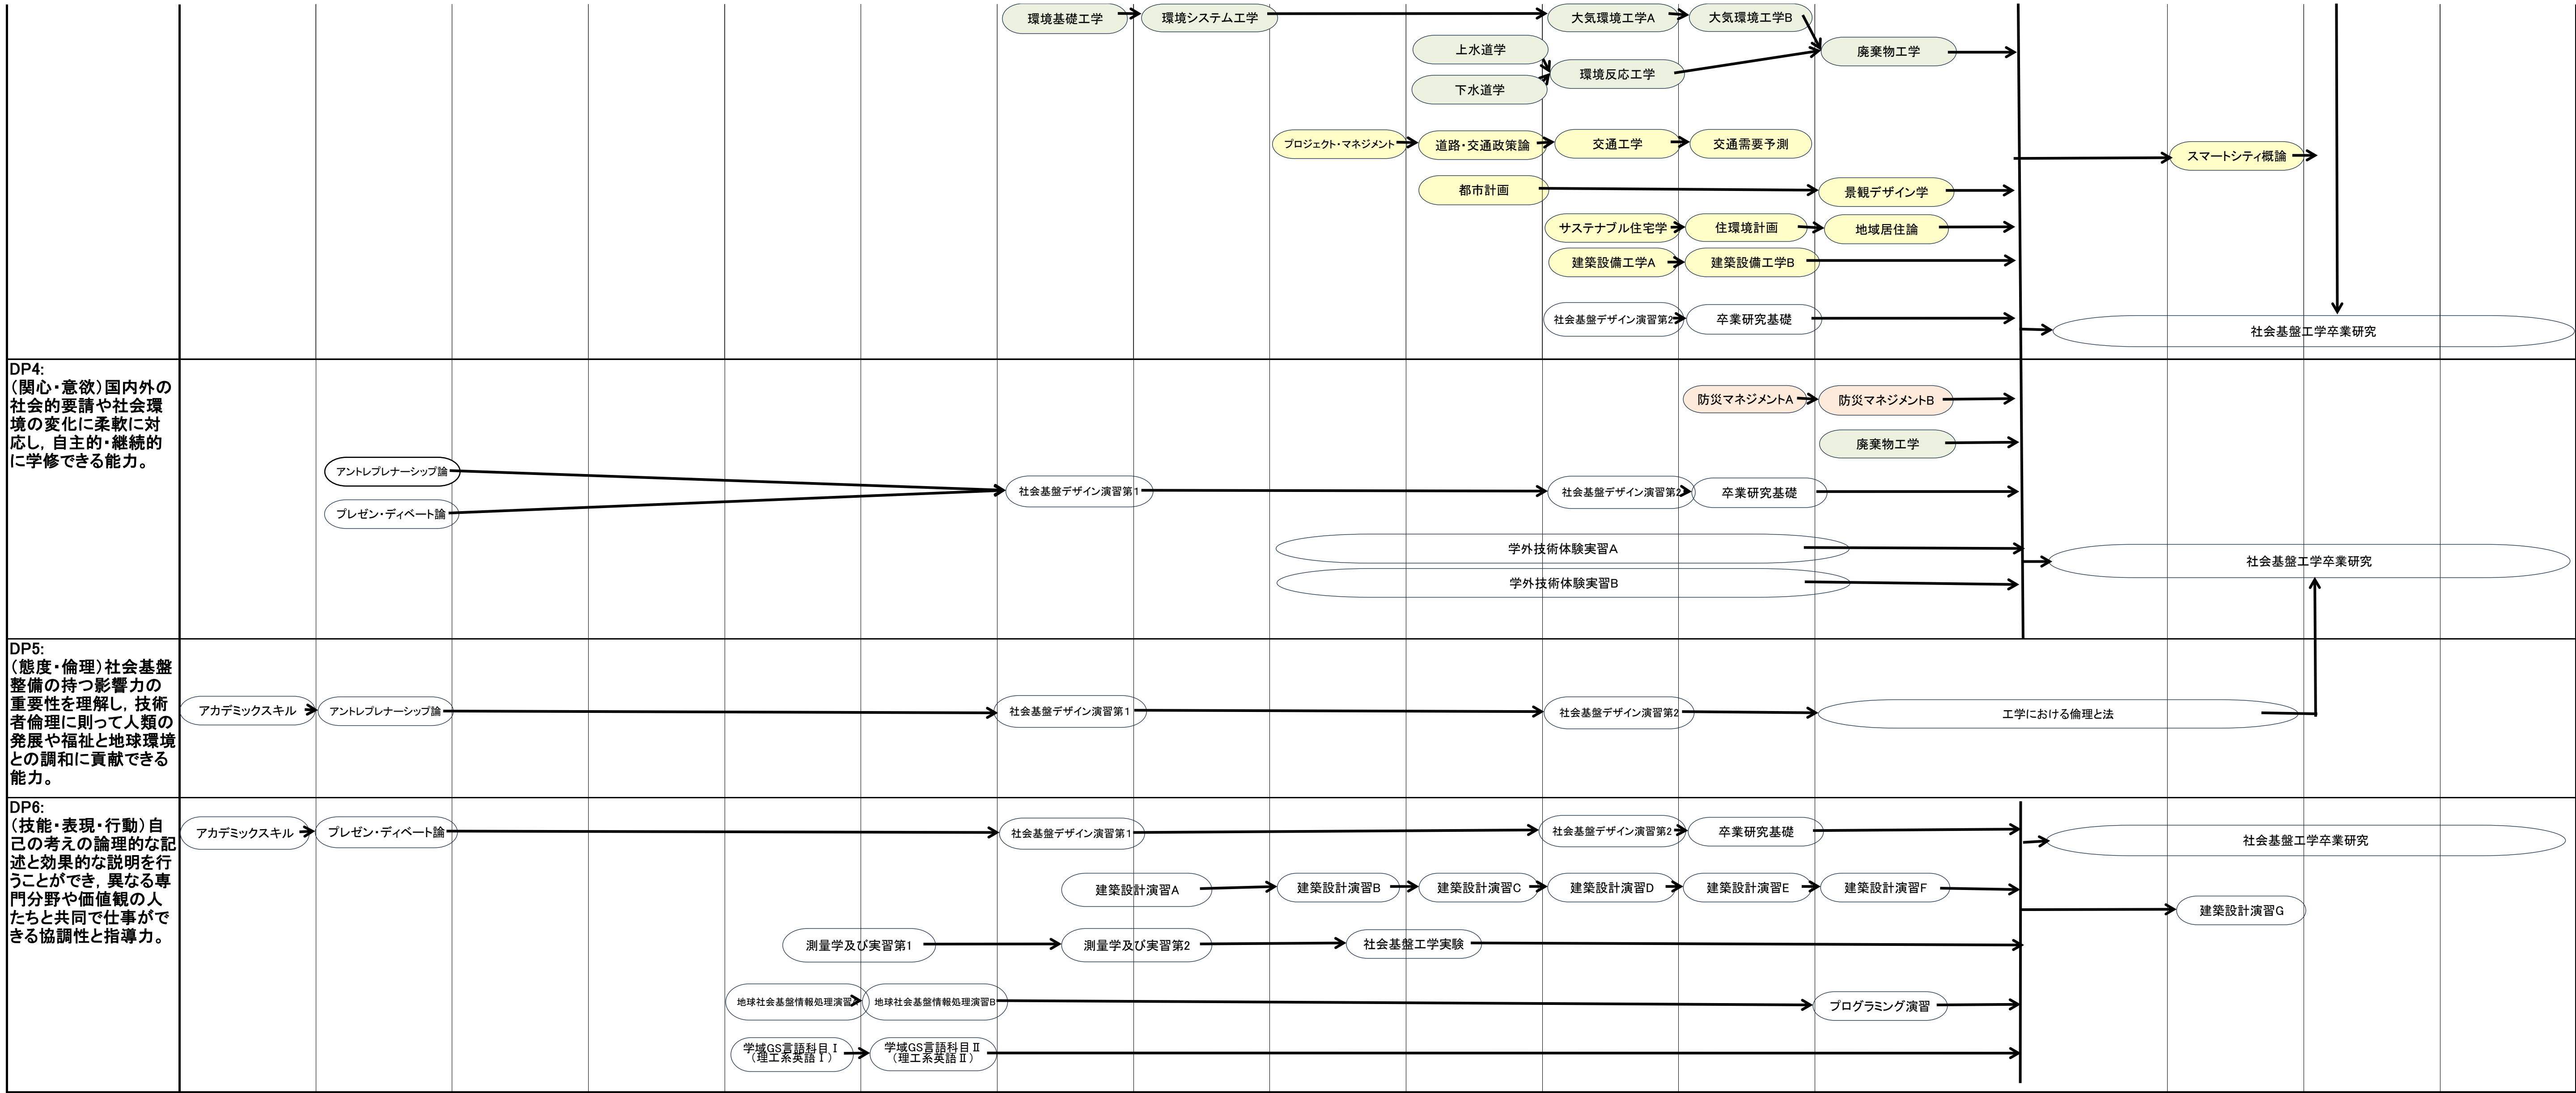 環境基礎工学
環境システム工学
大気環境工学A
大気環境工学B
上水道学
廃棄物工学
環境反応工学
下水道学
プロジェクト・マネジメント
道路・交通政策論
交通工学
交通需要予測
スマートシティ概論
都市計画
景観デザイン学
サステナブル住宅学
住環境計画
地域居住論
建築設備工学A
建築設備工学B
社会基盤デザイン演習第2
卒業研究基礎
社会基盤工学卒業研究
DP4:
（関心・意欲）国内外の
社会的要請や社会環
境の変化に柔軟に対
応し，自主的・継続的
に学修できる能力。
防災マネジメントA
防災マネジメントB
廃棄物工学
アントレプレナーシップ論
社会基盤デザイン演習第1
社会基盤デザイン演習第2
卒業研究基礎
プレゼン・ディベート論
学外技術体験実習A
社会基盤工学卒業研究
学外技術体験実習B
DP5:
（態度・倫理）社会基盤
整備の持つ影響力の
重要性を理解し，技術
者倫理に則って人類の
発展や福祉と地球環境
との調和に貢献できる
能力。
アカデミックスキル
アントレプレナーシップ論
社会基盤デザイン演習第1
社会基盤デザイン演習第2
工学における倫理と法
DP6:
（技能・表現・行動）自
己の考えの論理的な記
述と効果的な説明を行
うことができ，異なる専
門分野や価値観の人
たちと共同で仕事がで
きる協調性と指導力。
アカデミックスキル
プレゼン・ディベート論
社会基盤デザイン演習第1
社会基盤デザイン演習第2
卒業研究基礎
社会基盤工学卒業研究
建築設計演習A
建築設計演習B
建築設計演習C
建築設計演習D
建築設計演習E
建築設計演習F
建築設計演習G
測量学及び実習第1
測量学及び実習第2
社会基盤工学実験
地球社会基盤情報処理演習
地球社会基盤情報処理演習B
プログラミング演習
学域GS言語科目Ⅰ
（理工系英語Ⅰ）
学域GS言語科目Ⅱ
（理工系英語Ⅱ）